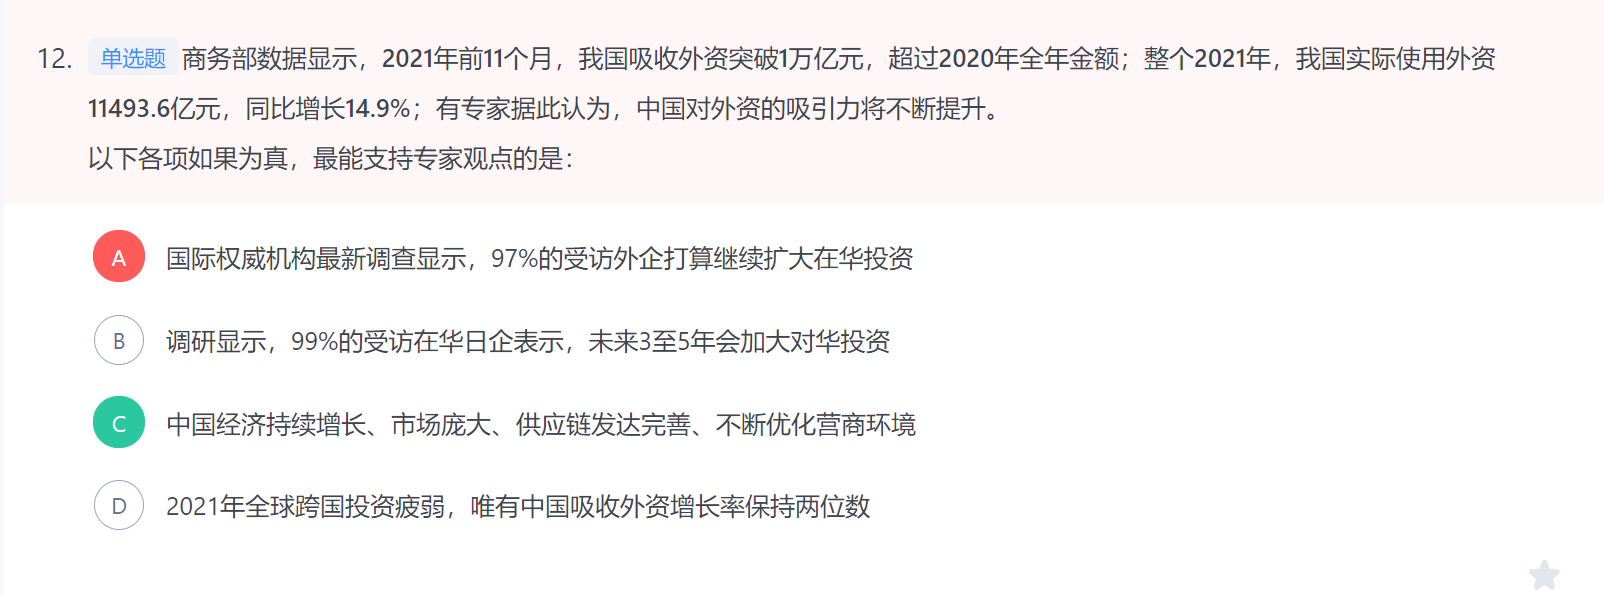 12. 单选题 商务部数据显示，2021年前11个月，我国吸收外资突破1万亿元，超过2020年全年金额；整个2021年，我国实际使用外资
11493.6亿元，同比增长14.9%；有专家据此认为，中国对外资的吸引力将不断提升。
以下各项如果为真，最能支持专家观点的是：
A 国际权威机构最新调查显示，97%的受访外企打算继续扩大在华投资
B 调研显示，99%的受访在华日企表示，未来3至5年会加大对华投资
C 中国经济持续增长、市场庞大、供应链发达完善、不断优化营商环境
D 2021年全球跨国投资疲弱，唯有中国吸收外资增长率保持两位数